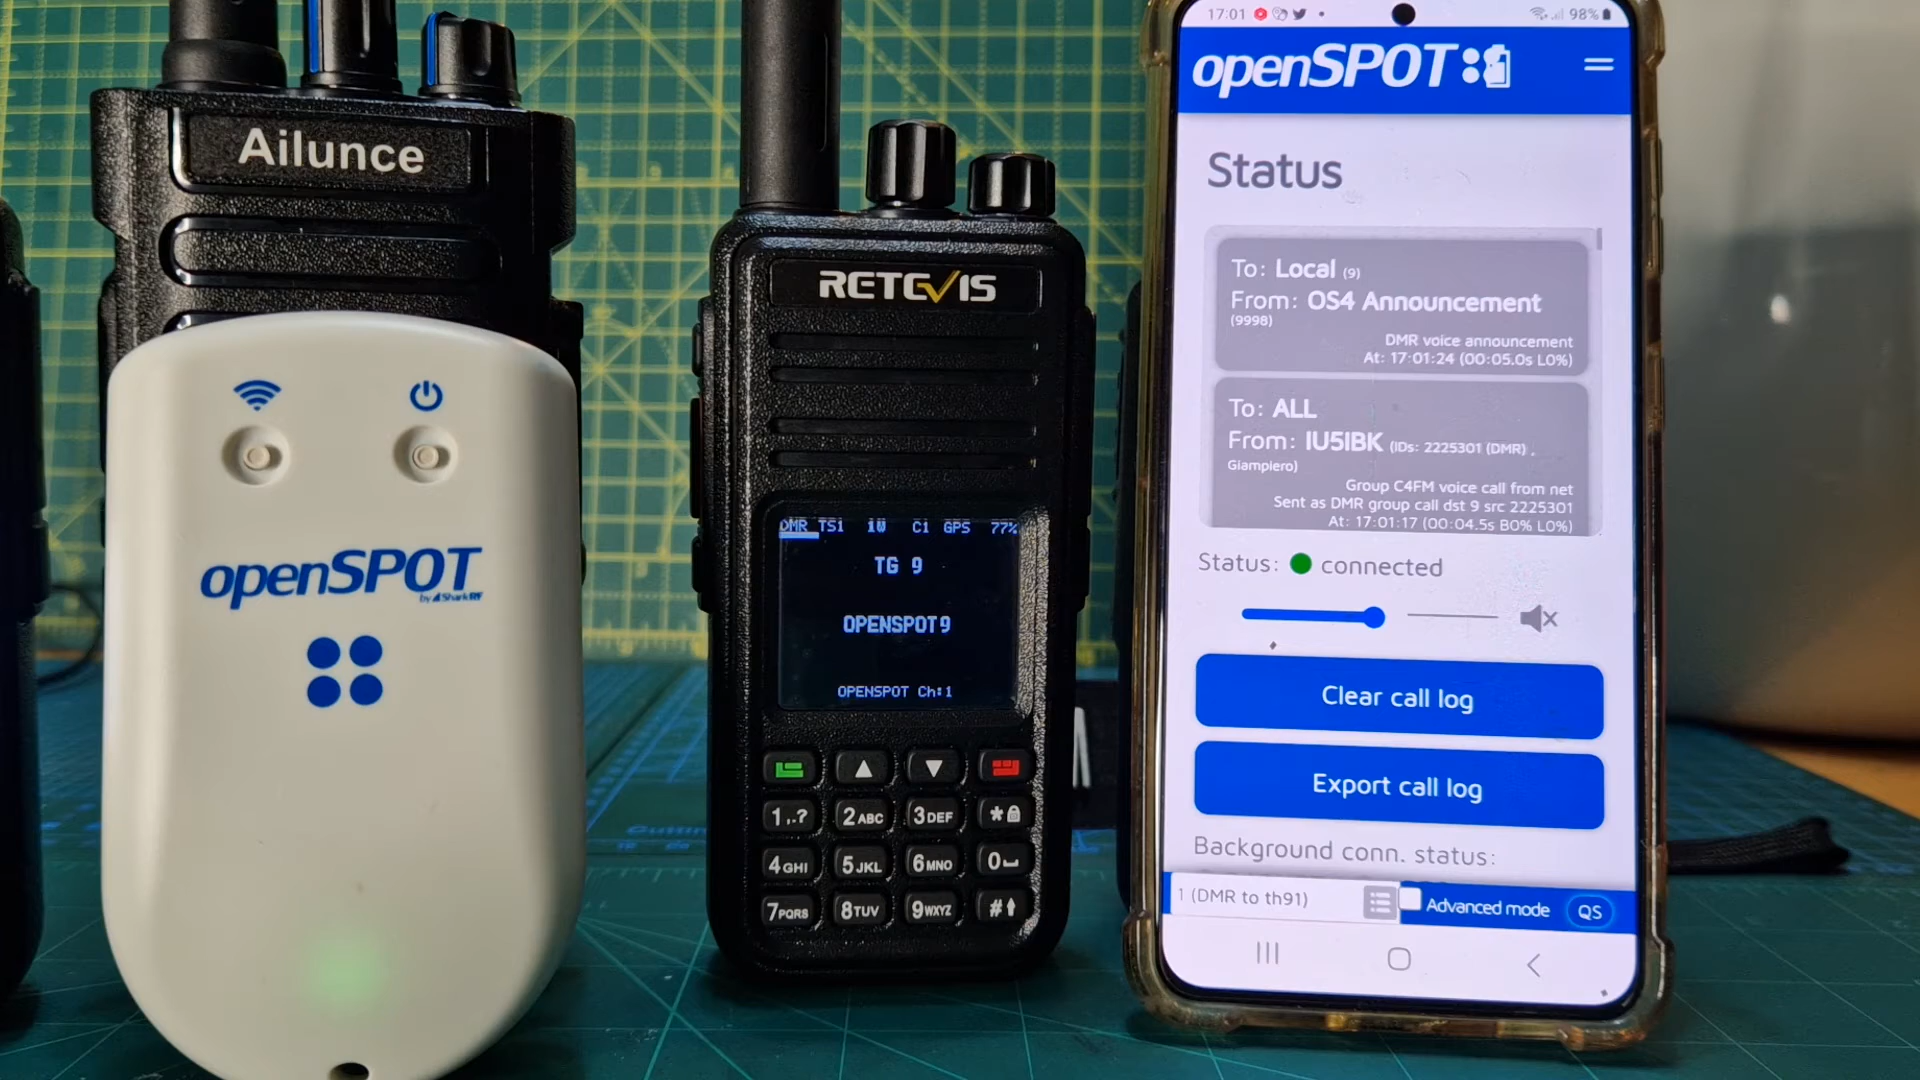 Ailunce
openSPOT
by SharkRF
RETEVIS
DMR TS1 1W C1 GPS 77%
TG 9
OPENSPOT9
OPENSPOT Ch:1
1,.? 2ABC 3DEF *
4GHI 5JKL 6MNO 0
7PQRS 8TUV 9WXYZ #
17:01 98%
openSPOT
Status
To: Local (9)
From: OS4 Announcement
(9998)
DMR voice announcement
At: 17:01:24 (00:05.0s L0%)
To: ALL
From: IU5IBK (IDs: 2225301 (DMR) ,
Giampiero)
Group C4FM voice call from net
Sent as DMR group call dst 9 src 2225301
At: 17:01:17 (00:04.5s B0% L0%)
Status: connected
Clear call log
Export call log
Background conn. status:
1 (DMR to th91)
Advanced mode QS